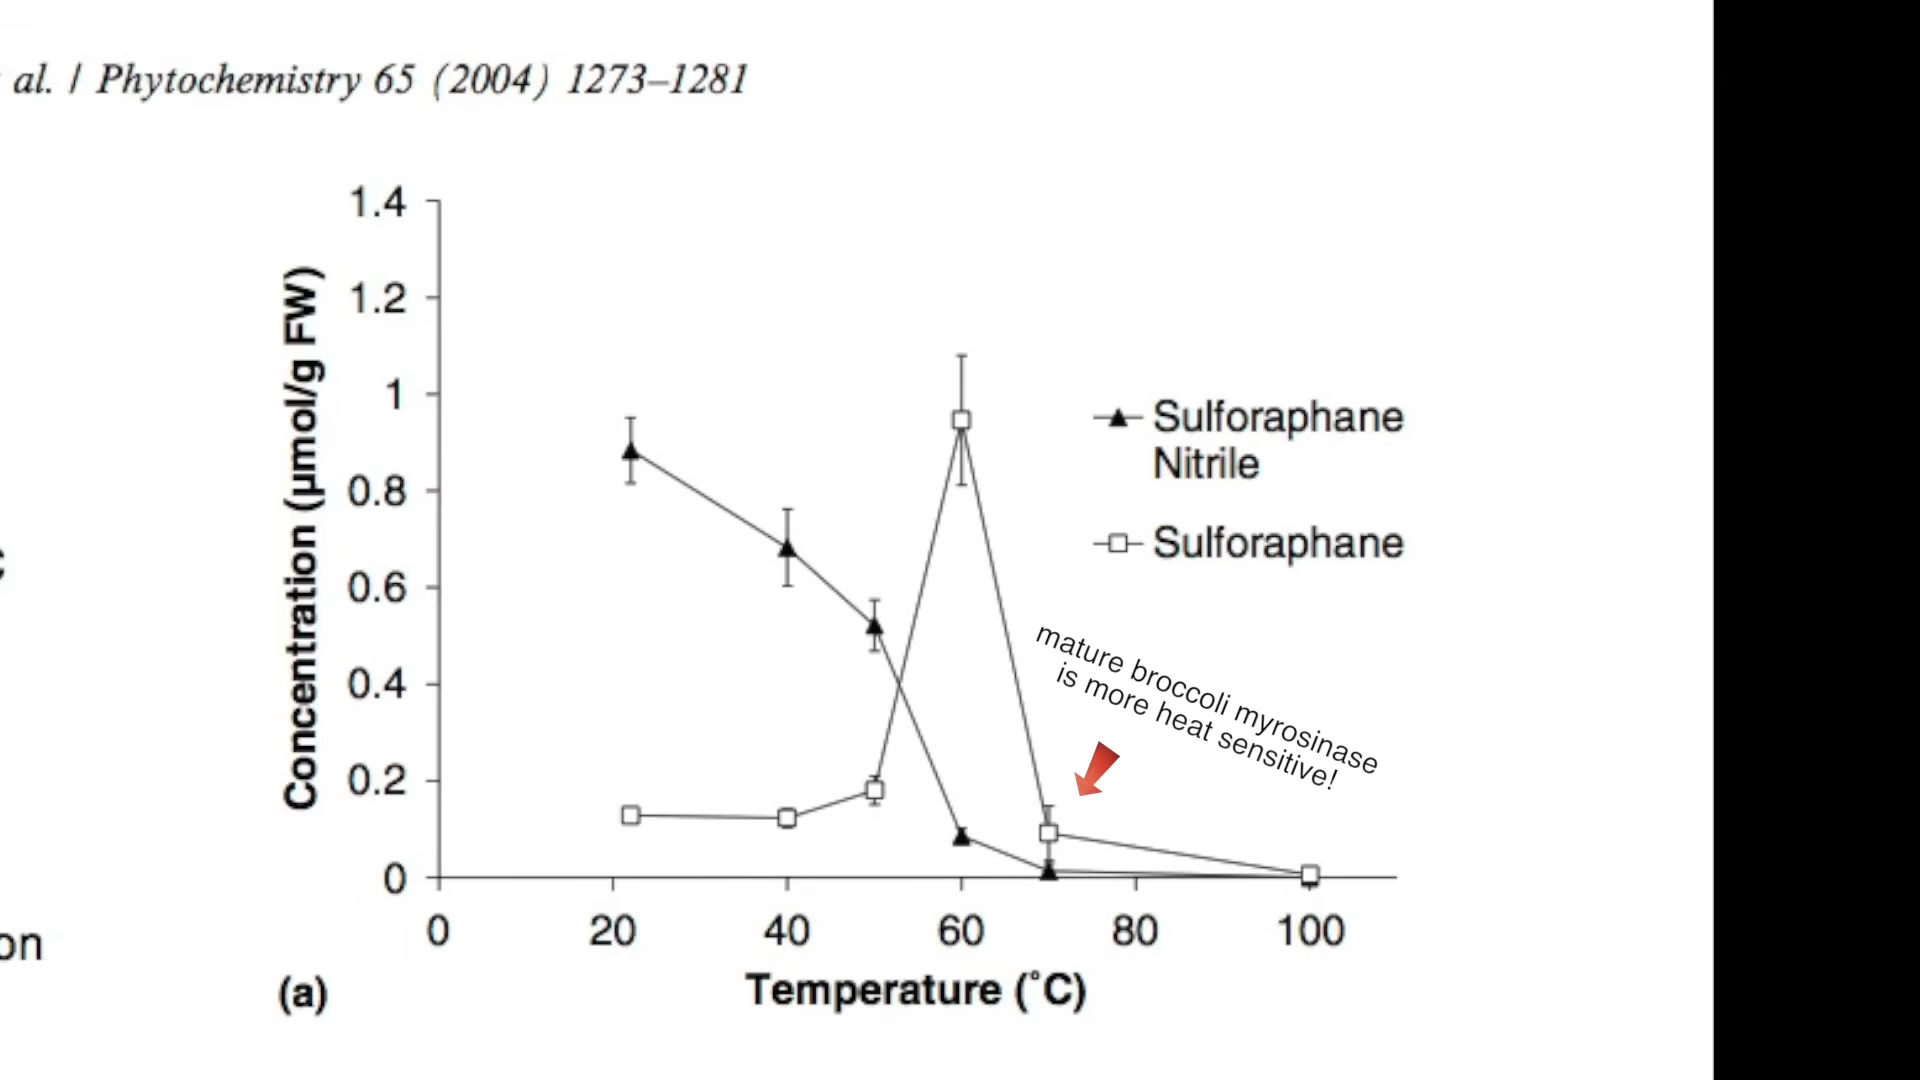 al. / Phytochemistry 65 (2004) 1273–1281
1.4
1.2
1
0.8
0.6
0.4
0.2
0
Concentration (µmol/g FW)
Sulforaphane
Nitrile
Sulforaphane
mature broccoli myrosinase
is more heat sensitive!
0 20 40 60 80 100
Temperature (˚C)
(a)
on